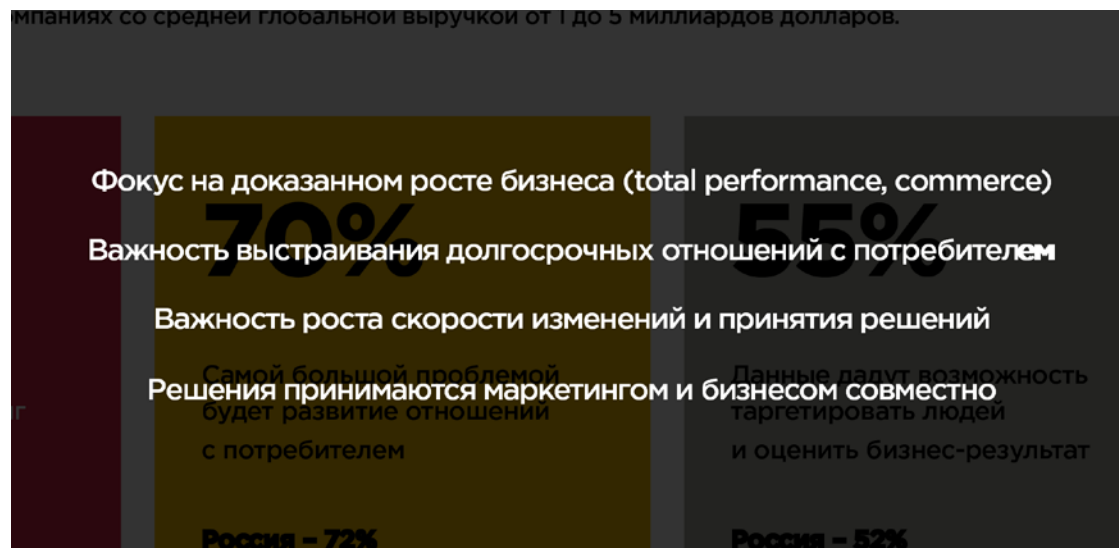 мпаниях со средней глобальной выручкой от 1 до 5 миллиардов долларов.
Фокус на доказанном росте бизнеса (total performance, commerce)
70%
55%
Важность выстраивания долгосрочных отношений с потребителем
Важность роста скорости изменений и принятия решений
Самой большой проблемой
Данные дадут возможность
Решения принимаются маркетингом и бизнесом совместно
г
будет развитие отношений
таргетировать людей
с потребителем
и оценить бизнес-результат
Россия – 72%
Россия – 52%